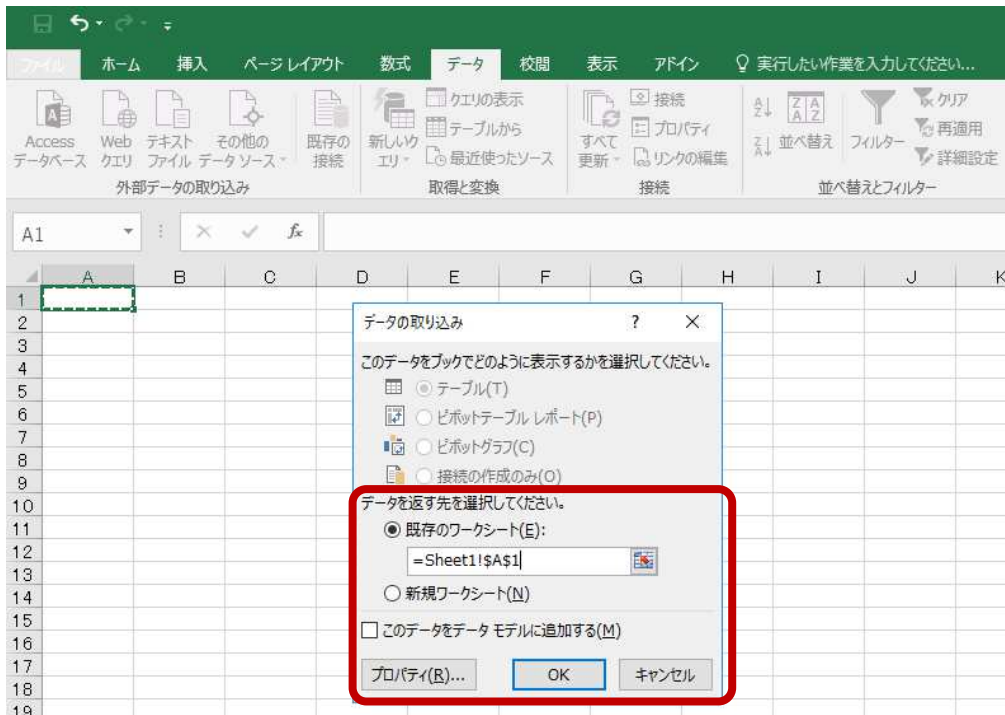 ファイル ホーム 挿入 ページ レイアウト 数式 データ 校閲 表示 アドイン 実行したい作業を入力してください...
Access データベース
Web クエリ
テキスト ファイル
その他の データ ソース
既存の 接続
外部データの取り込み
新しいク エリ
クエリの表示
テーブルから
最近使ったソース
取得と変換
すべて 更新
接続
プロパティ
リンクの編集
接続
並べ替え
フィルター
クリア
再適用
詳細設定
並べ替えとフィルター
A1 fx
A B C D E F G H I J K
1
2
3
4
5
6
7
8
9
10
11
12
13
14
15
16
17
18
19
データの取り込み ? ×
このデータをブックでどのように表示するかを選択してください。
テーブル(T)
ピボットテーブル レポート(P)
ピボットグラフ(C)
接続の作成のみ(O)
データを返す先を選択してください。
既存のワークシート(E):
=Sheet1!$A$1
新規ワークシート(N)
このデータをデータ モデルに追加する(M)
プロパティ(R)... OK キャンセル